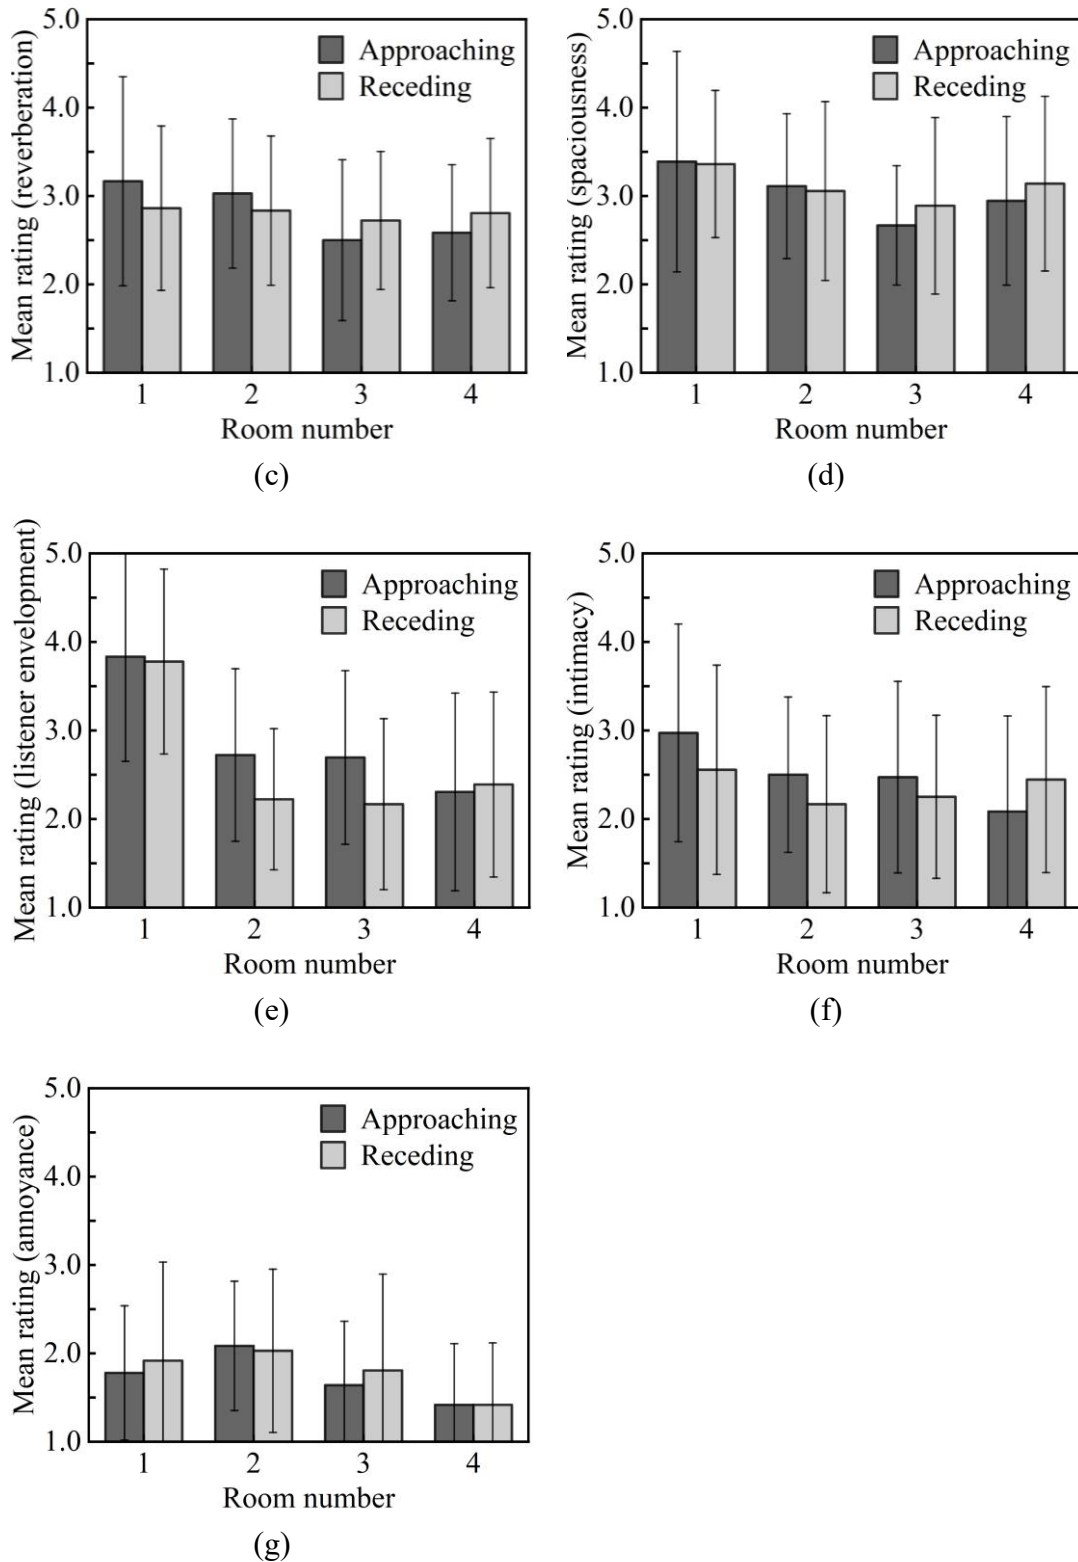 5.0
4.0
3.0
2.0
1.0
Mean rating (reverberation)
Approaching
Receding
1 2 3 4
Room number
(c)
5.0
4.0
3.0
2.0
1.0
Mean rating (spaciousness)
Approaching
Receding
1 2 3 4
Room number
(d)
5.0
4.0
3.0
2.0
1.0
Mean rating (listener envelopment)
Approaching
Receding
1 2 3 4
Room number
(e)
5.0
4.0
3.0
2.0
1.0
Mean rating (intimacy)
Approaching
Receding
1 2 3 4
Room number
(f)
5.0
4.0
3.0
2.0
1.0
Mean rating (annoyance)
Approaching
Receding
1 2 3 4
Room number
(g)